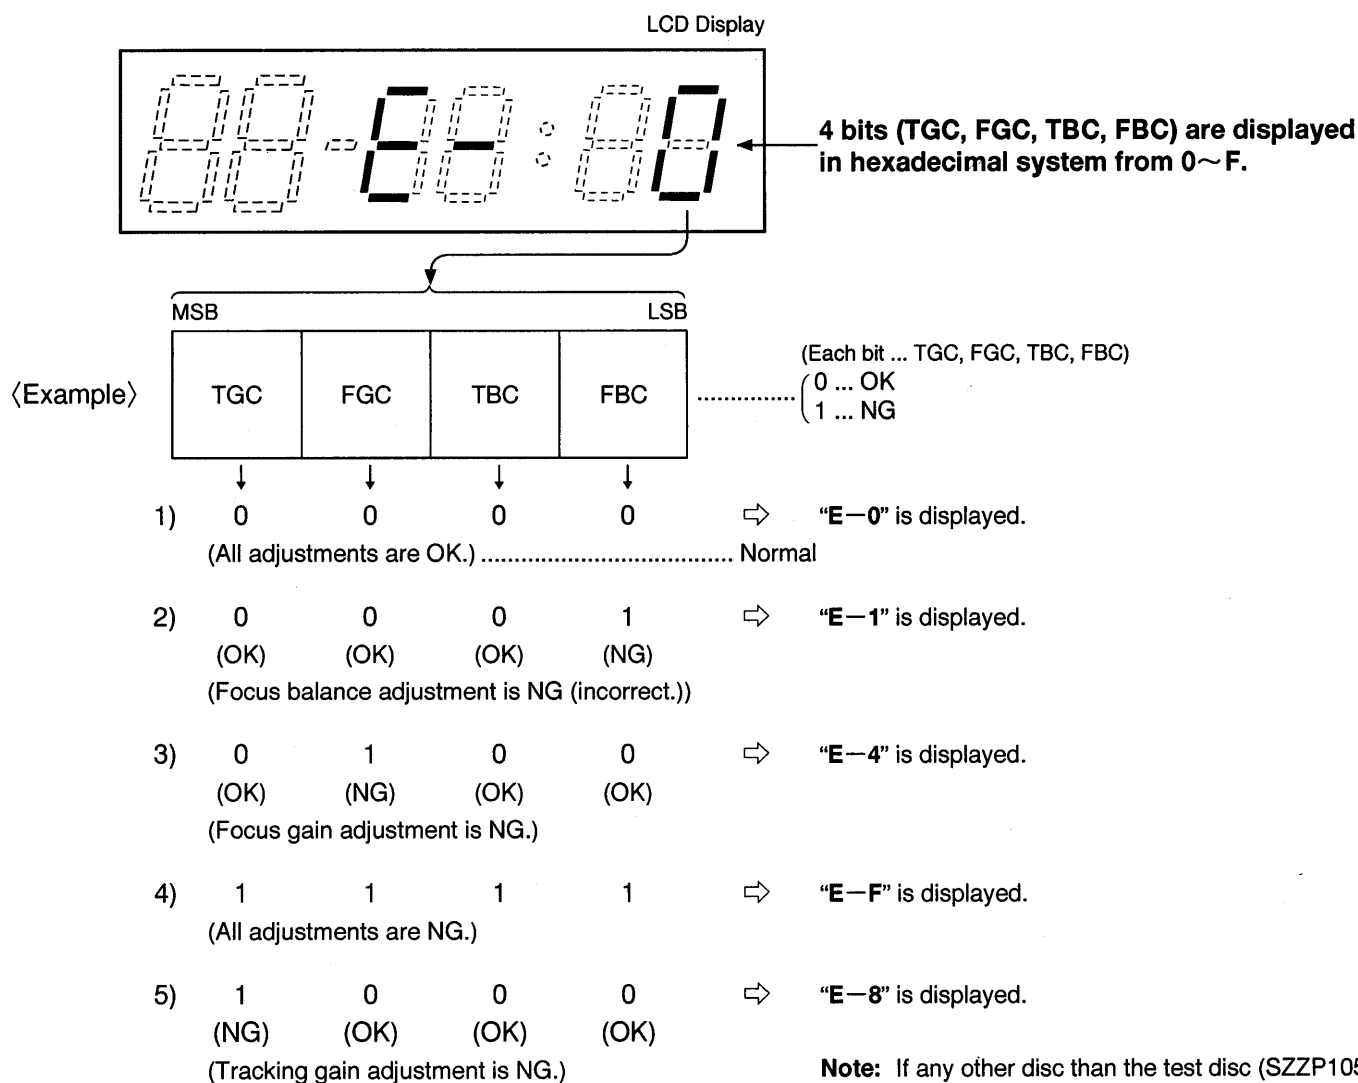 LCD Display
E- 0
4 bits (TGC, FGC, TBC, FBC) are displayed
in hexadecimal system from 0～F.
MSB LSB
〈Example〉 TGC FGC TBC FBC
(Each bit ... TGC, FGC, TBC, FBC)
0 ... OK
1 ... NG
1) 0 0 0 0 ⇨ “E－0” is displayed.
(All adjustments are OK.) .................................. Normal
2) 0 0 0 1 ⇨ “E－1” is displayed.
(OK) (OK) (OK) (NG)
(Focus balance adjustment is NG (incorrect.))
3) 0 1 0 0 ⇨ “E－4” is displayed.
(OK) (NG) (OK) (OK)
(Focus gain adjustment is NG.)
4) 1 1 1 1 ⇨ “E－F” is displayed.
(All adjustments are NG.)
5) 1 0 0 0 ⇨ “E－8” is displayed.
(NG) (OK) (OK) (OK)
(Tracking gain adjustment is NG.)
Note: If any other disc than the test disc